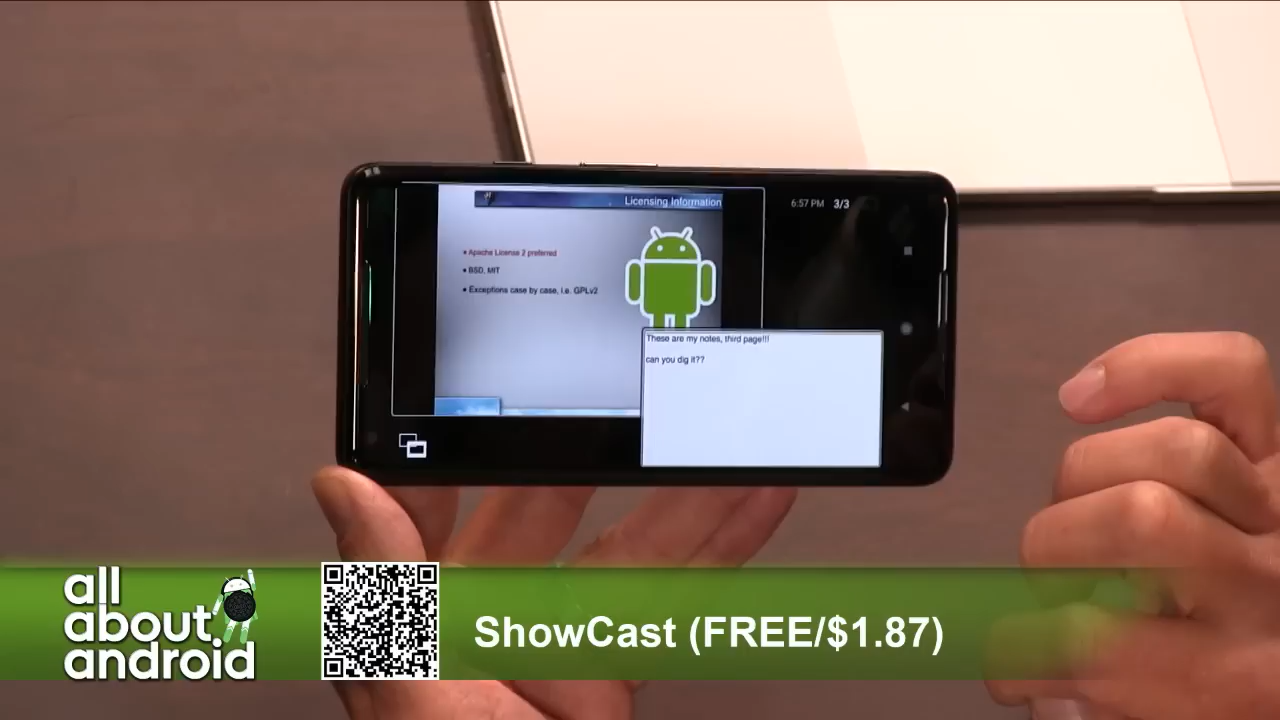 Licensing Information
6:57 PM 3/3
• Apache License 2 preferred
• BSD, MIT
• Exceptions case by case, i.e. GPLv2
These are my notes, third page!!!
can you dig it??
all
about
android
ShowCast (FREE/$1.87)